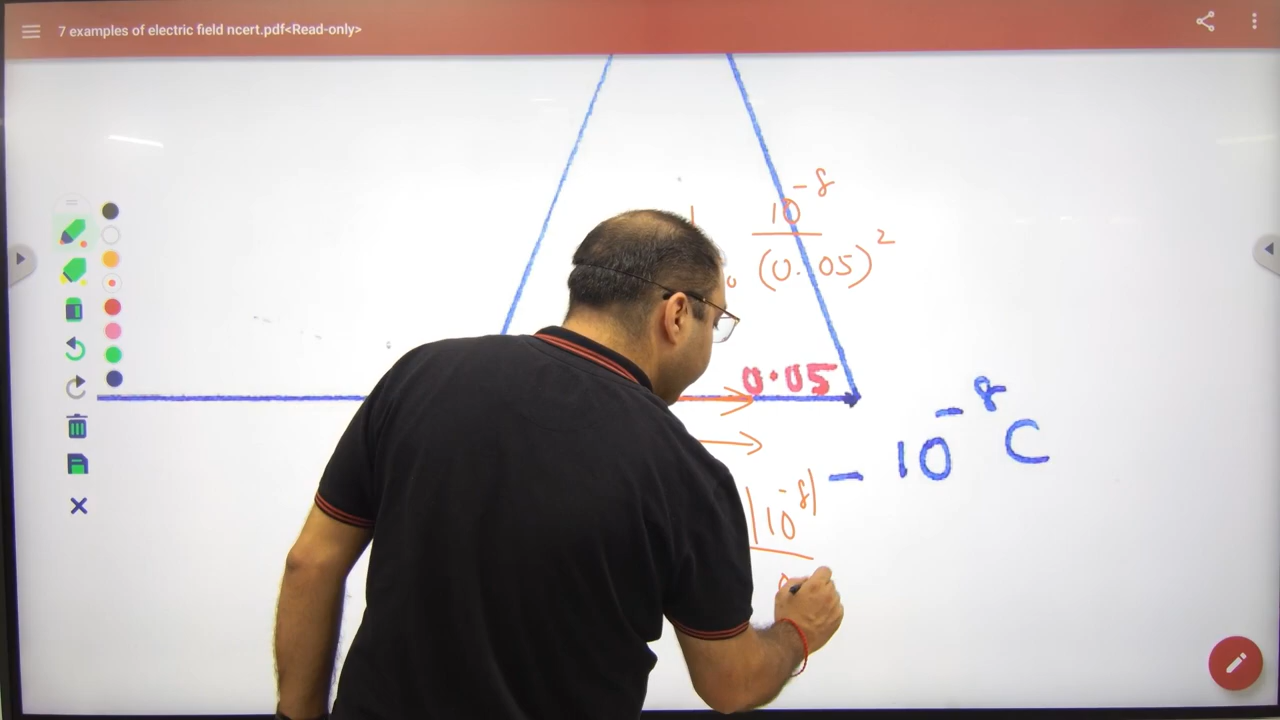 7 examples of electric field ncert.pdf<Read-only>
10⁻⁸
(0.05)²
0.05
- 10⁻⁸ C
|10⁻⁸|